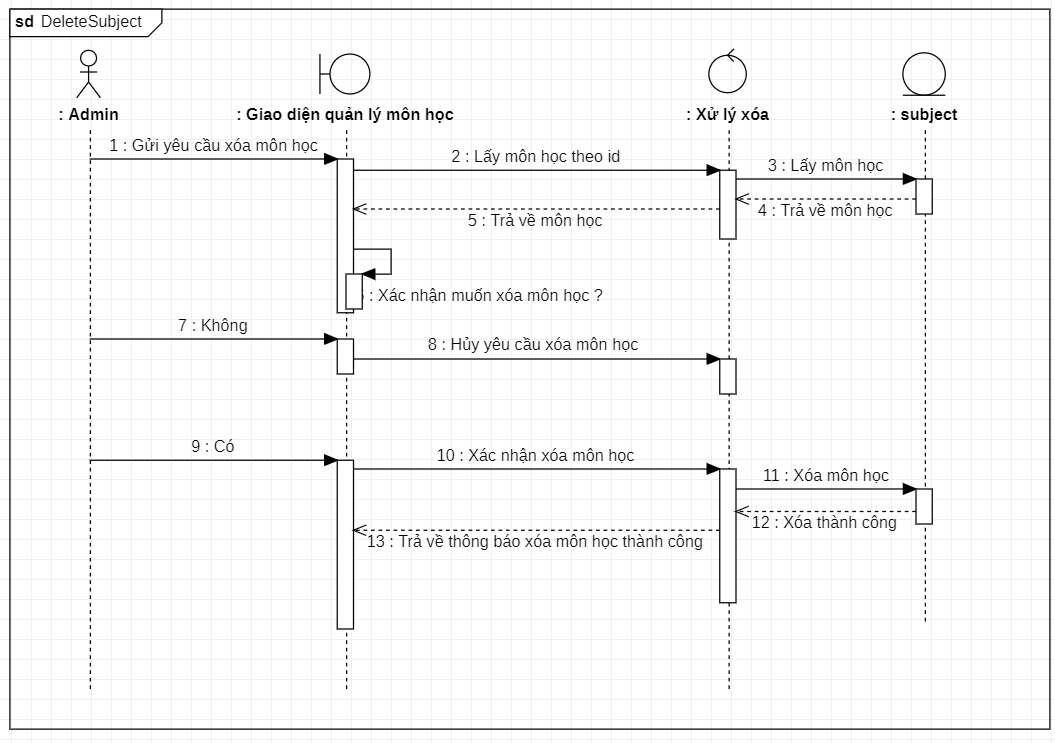 sd DeleteSubject
: Admin
: Giao diện quản lý môn học
: Xử lý xóa
: subject
1 : Gửi yêu cầu xóa môn học
2 : Lấy môn học theo id
3 : Lấy môn học
4 : Trả về môn học
5 : Trả về môn học
: Xác nhận muốn xóa môn học ?
7 : Không
8 : Hủy yêu cầu xóa môn học
9 : Có
10 : Xác nhận xóa môn học
11 : Xóa môn học
12 : Xóa thành công
13 : Trả về thông báo xóa môn học thành công